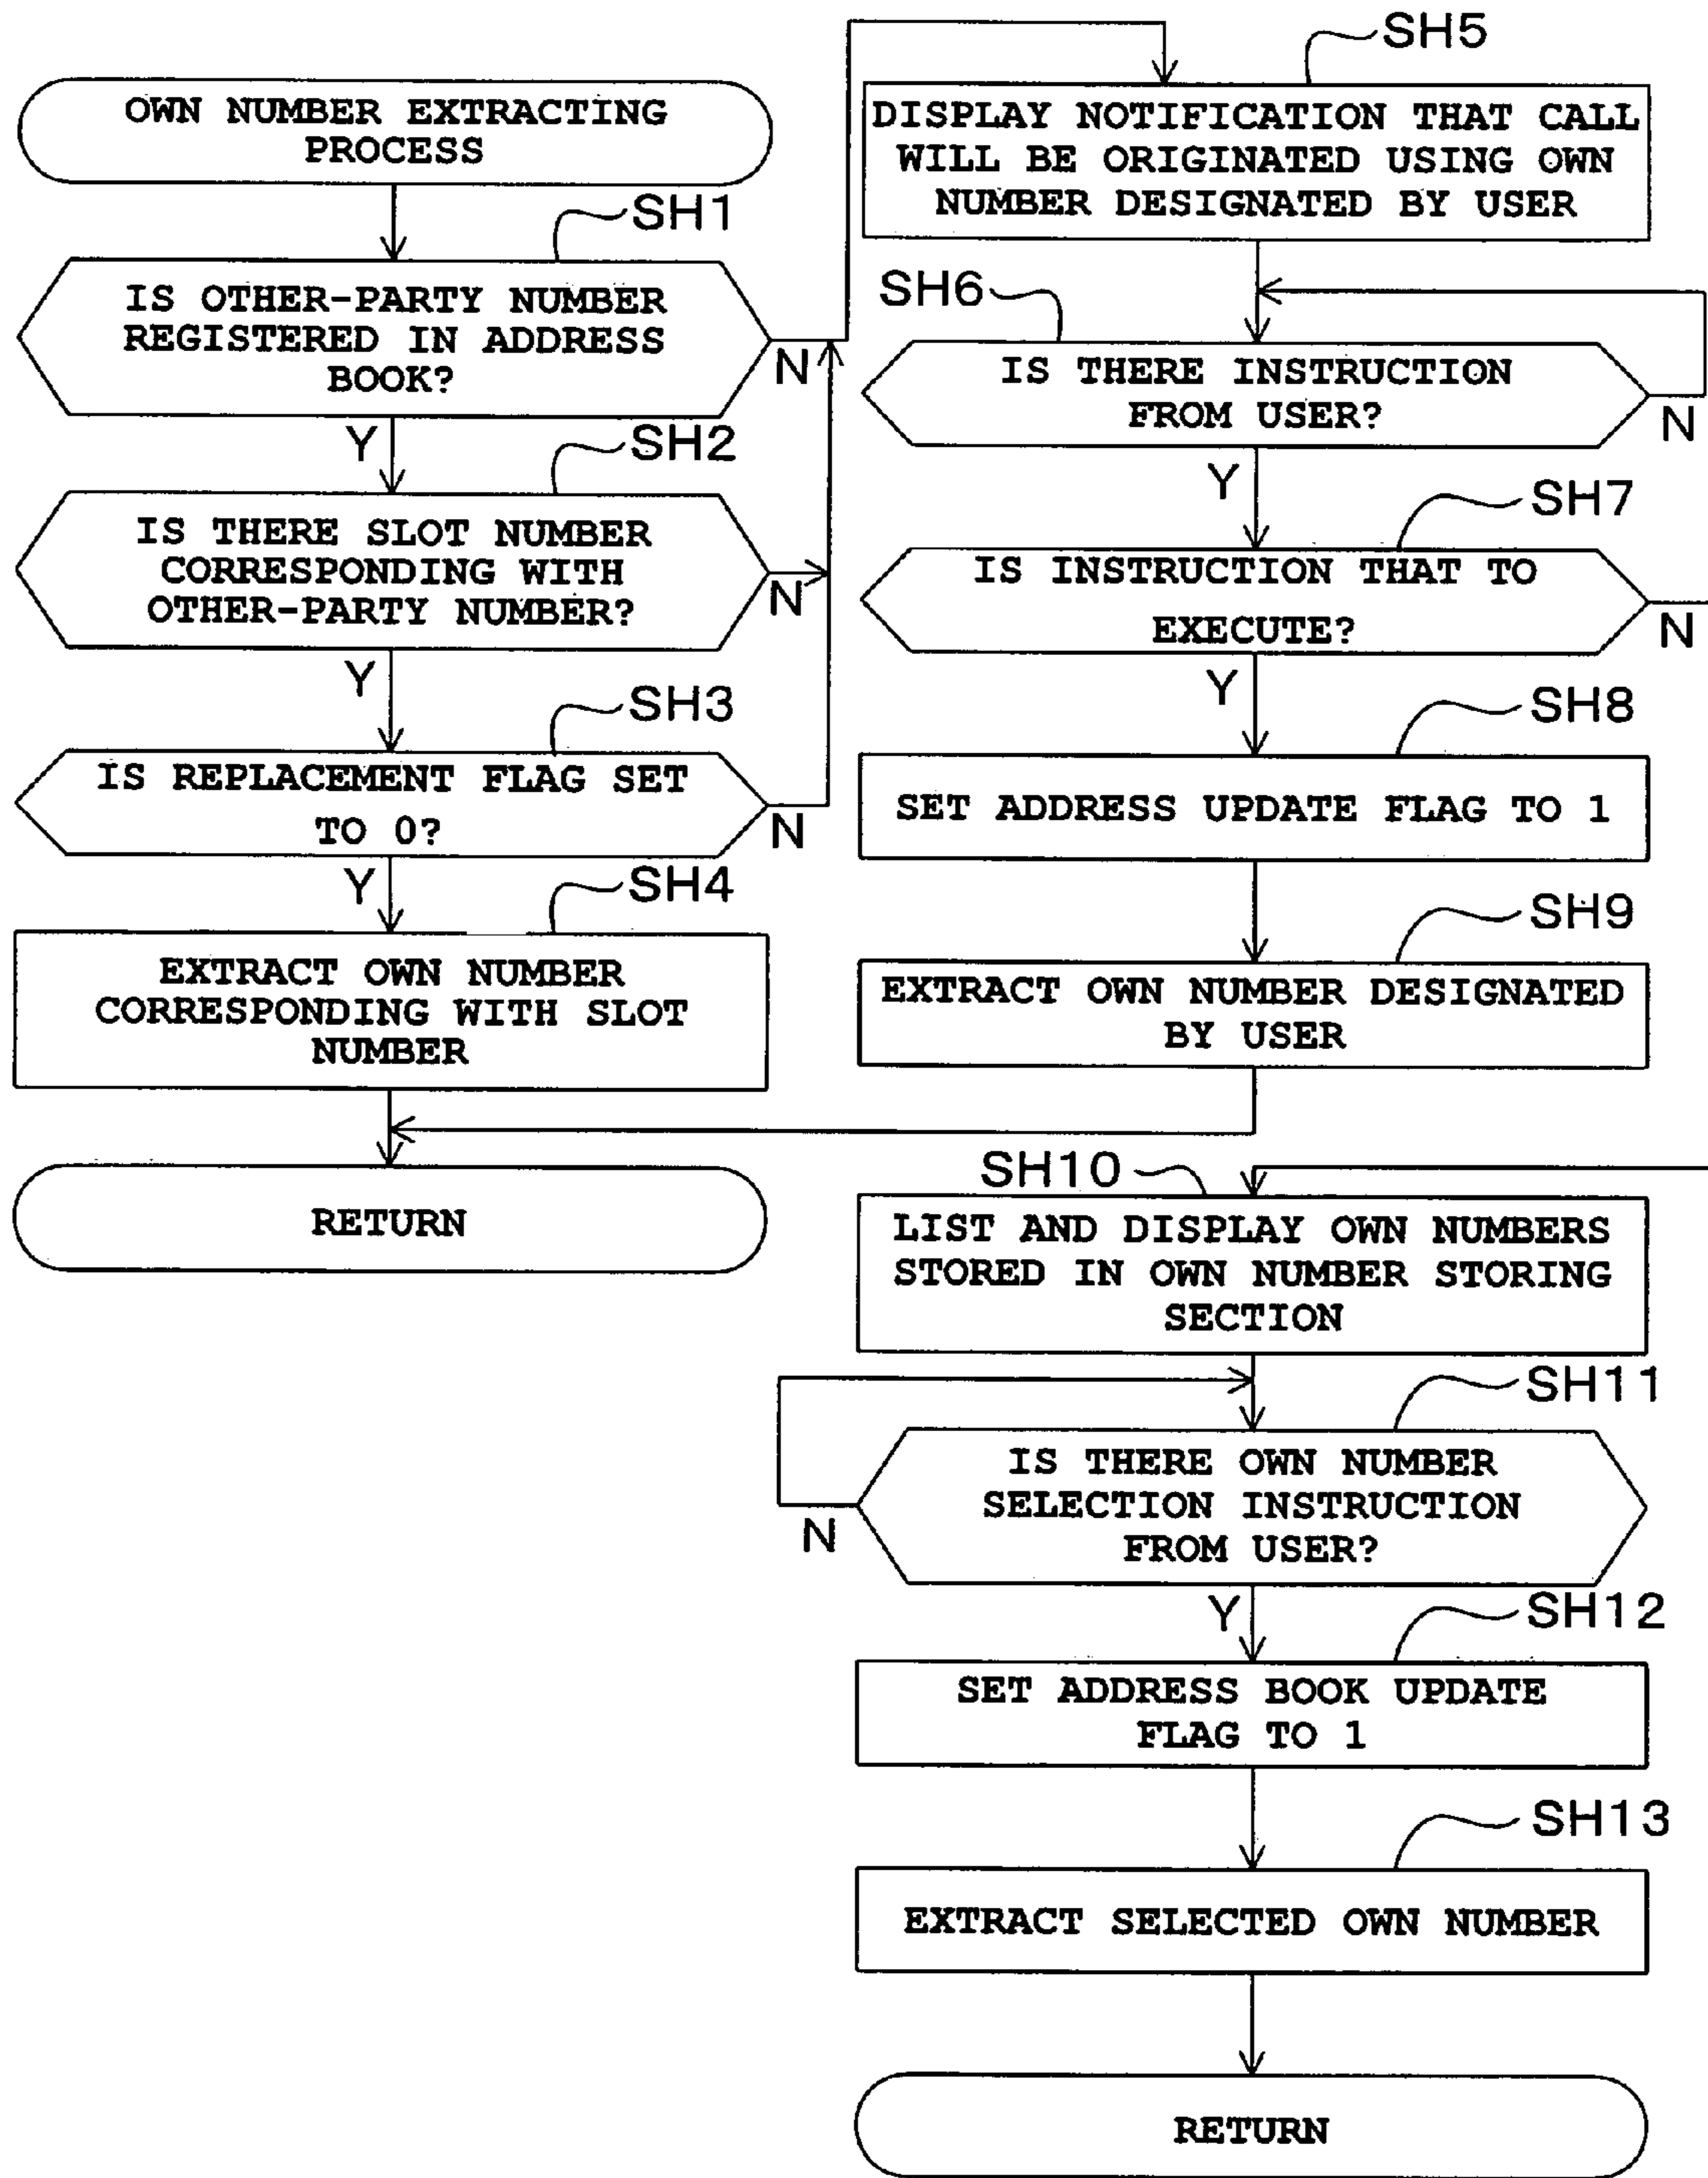 OWN NUMBER EXTRACTING
PROCESS
SH1
IS OTHER-PARTY NUMBER
REGISTERED IN ADDRESS
BOOK?
N
Y
SH2
IS THERE SLOT NUMBER
CORRESPONDING WITH
OTHER-PARTY NUMBER?
N
Y
SH3
IS REPLACEMENT FLAG SET
TO 0?
N
Y
SH4
EXTRACT OWN NUMBER
CORRESPONDING WITH SLOT
NUMBER
RETURN
SH5
DISPLAY NOTIFICATION THAT CALL
WILL BE ORIGINATED USING OWN
NUMBER DESIGNATED BY USER
SH6
IS THERE INSTRUCTION
FROM USER?
N
Y
SH7
IS INSTRUCTION THAT TO
EXECUTE?
N
Y
SH8
SET ADDRESS UPDATE FLAG TO 1
SH9
EXTRACT OWN NUMBER DESIGNATED
BY USER
SH10
LIST AND DISPLAY OWN NUMBERS
STORED IN OWN NUMBER STORING
SECTION
SH11
IS THERE OWN NUMBER
SELECTION INSTRUCTION
FROM USER?
N
Y
SH12
SET ADDRESS BOOK UPDATE
FLAG TO 1
SH13
EXTRACT SELECTED OWN NUMBER
RETURN